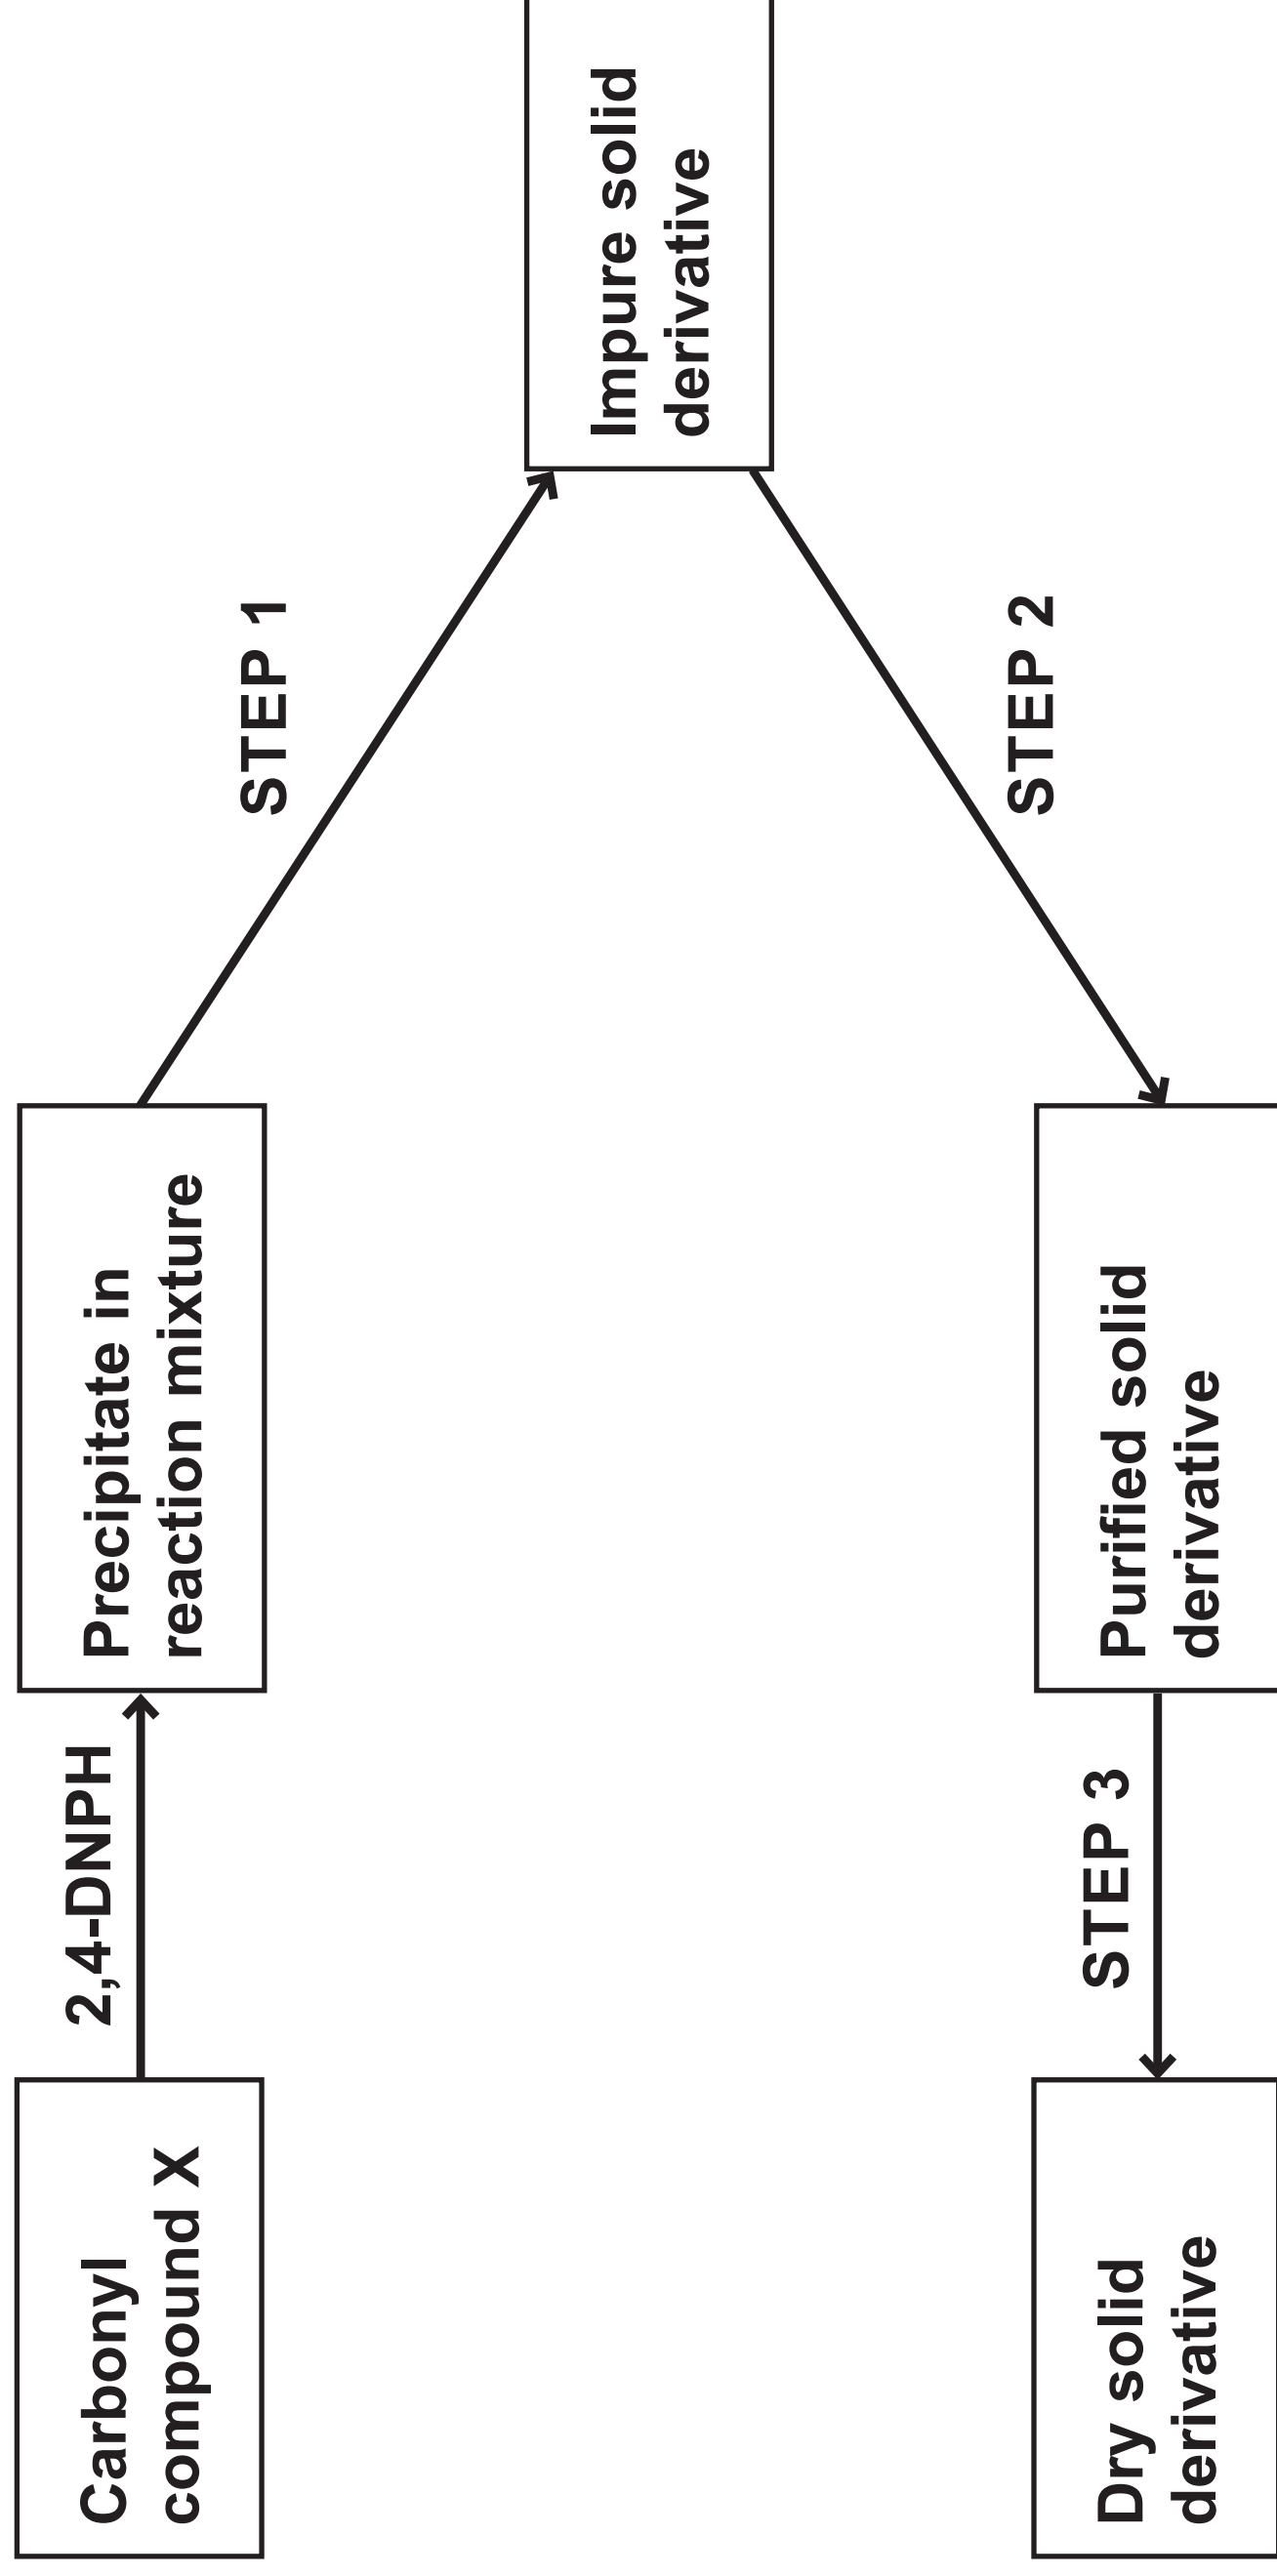 Carbonyl
compound X
2,4-DNPH
Precipitate in
reaction mixture
STEP 1
Impure solid
derivative
STEP 2
Purified solid
derivative
STEP 3
Dry solid
derivative